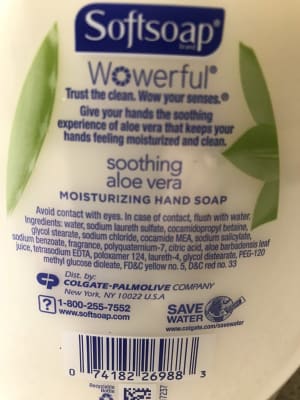 Softsoap®
brand
Wowerful®
Trust the clean. Wow your senses.®
Give your hands the soothing
experience of aloe vera that keeps your
hands feeling moisturized and clean.
soothing
aloe vera
MOISTURIZING HAND SOAP
Avoid contact with eyes. In case of contact, flush with water.
Ingredients: water, sodium laureth sulfate, cocamidopropyl betaine,
glycol stearate, sodium chloride, cocamide MEA, sodium salicylate,
sodium benzoate, fragrance, polyquaternium-7, citric acid, aloe barbadensis leaf
juice, tetrasodium EDTA, poloxamer 124, laureth-4, glycol distearate, PEG-120
methyl glucose dioleate, FD&C yellow no. 5, D&C red no. 33
CP
Dist. by:
COLGATE-PALMOLIVE COMPANY
New York, NY 10022 U.S.A
? 1-800-255-7552
www.softsoap.com
SAVE
WATER
www.colgate.com/savewater
0 74182 26988 3
Recyclable
Bottle